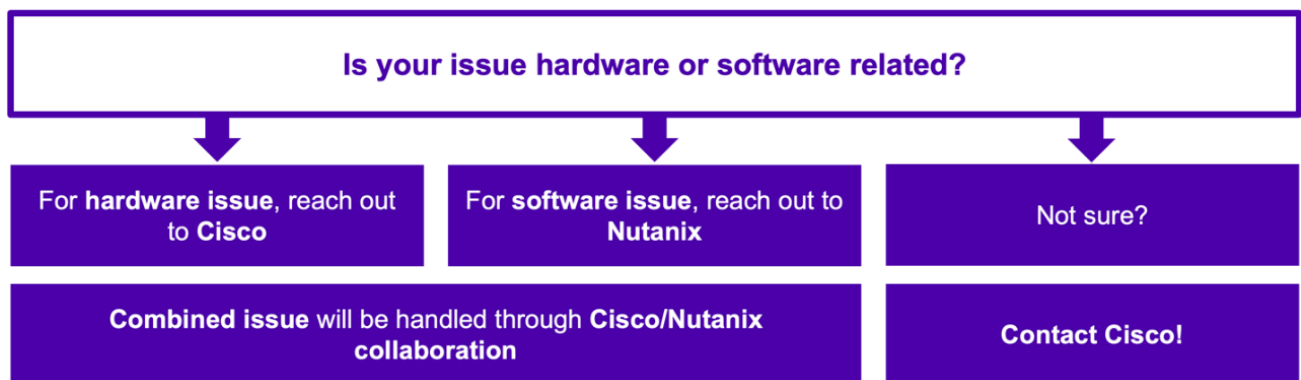 Is your issue hardware or software related?
For hardware issue, reach out
to Cisco
For software issue, reach out to
Nutanix
Not sure?
Combined issue will be handled through Cisco/Nutanix
collaboration
Contact Cisco!